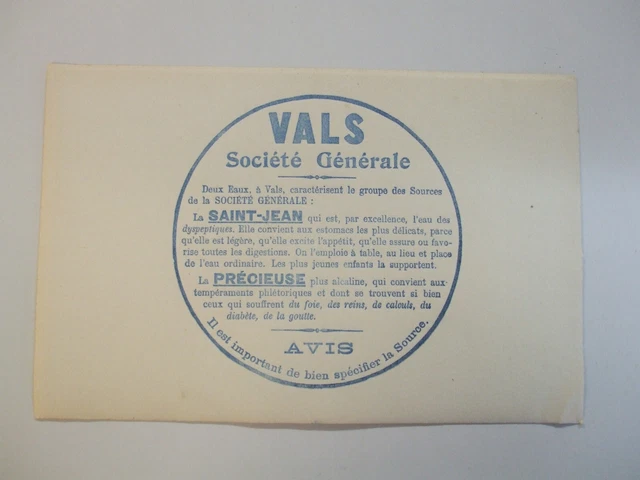 VALS
Société Générale
Deux Eaux, à Vals, caractérisent le groupe des Sources
de la SOCIÉTÉ GÉNÉRALE :
La SAINT-JEAN qui est, par excellence, l'eau des
dyspeptiques. Elle convient aux estomacs les plus délicats, parce
qu'elle est légère, qu'elle excite l'appétit, qu'elle assure ou favo-
rise toutes les digestions. On l'emploie à table, au lieu et place
de l'eau ordinaire. Les plus jeunes enfants la supportent.
La PRÉCIEUSE plus alcaline, qui convient aux
tempéraments phlétoriques et dont se trouvent si bien
ceux qui souffrent du foie, des reins, de calculs, du
diabète, de la goutte.
AVIS
Il est important de bien spécifier la Source.